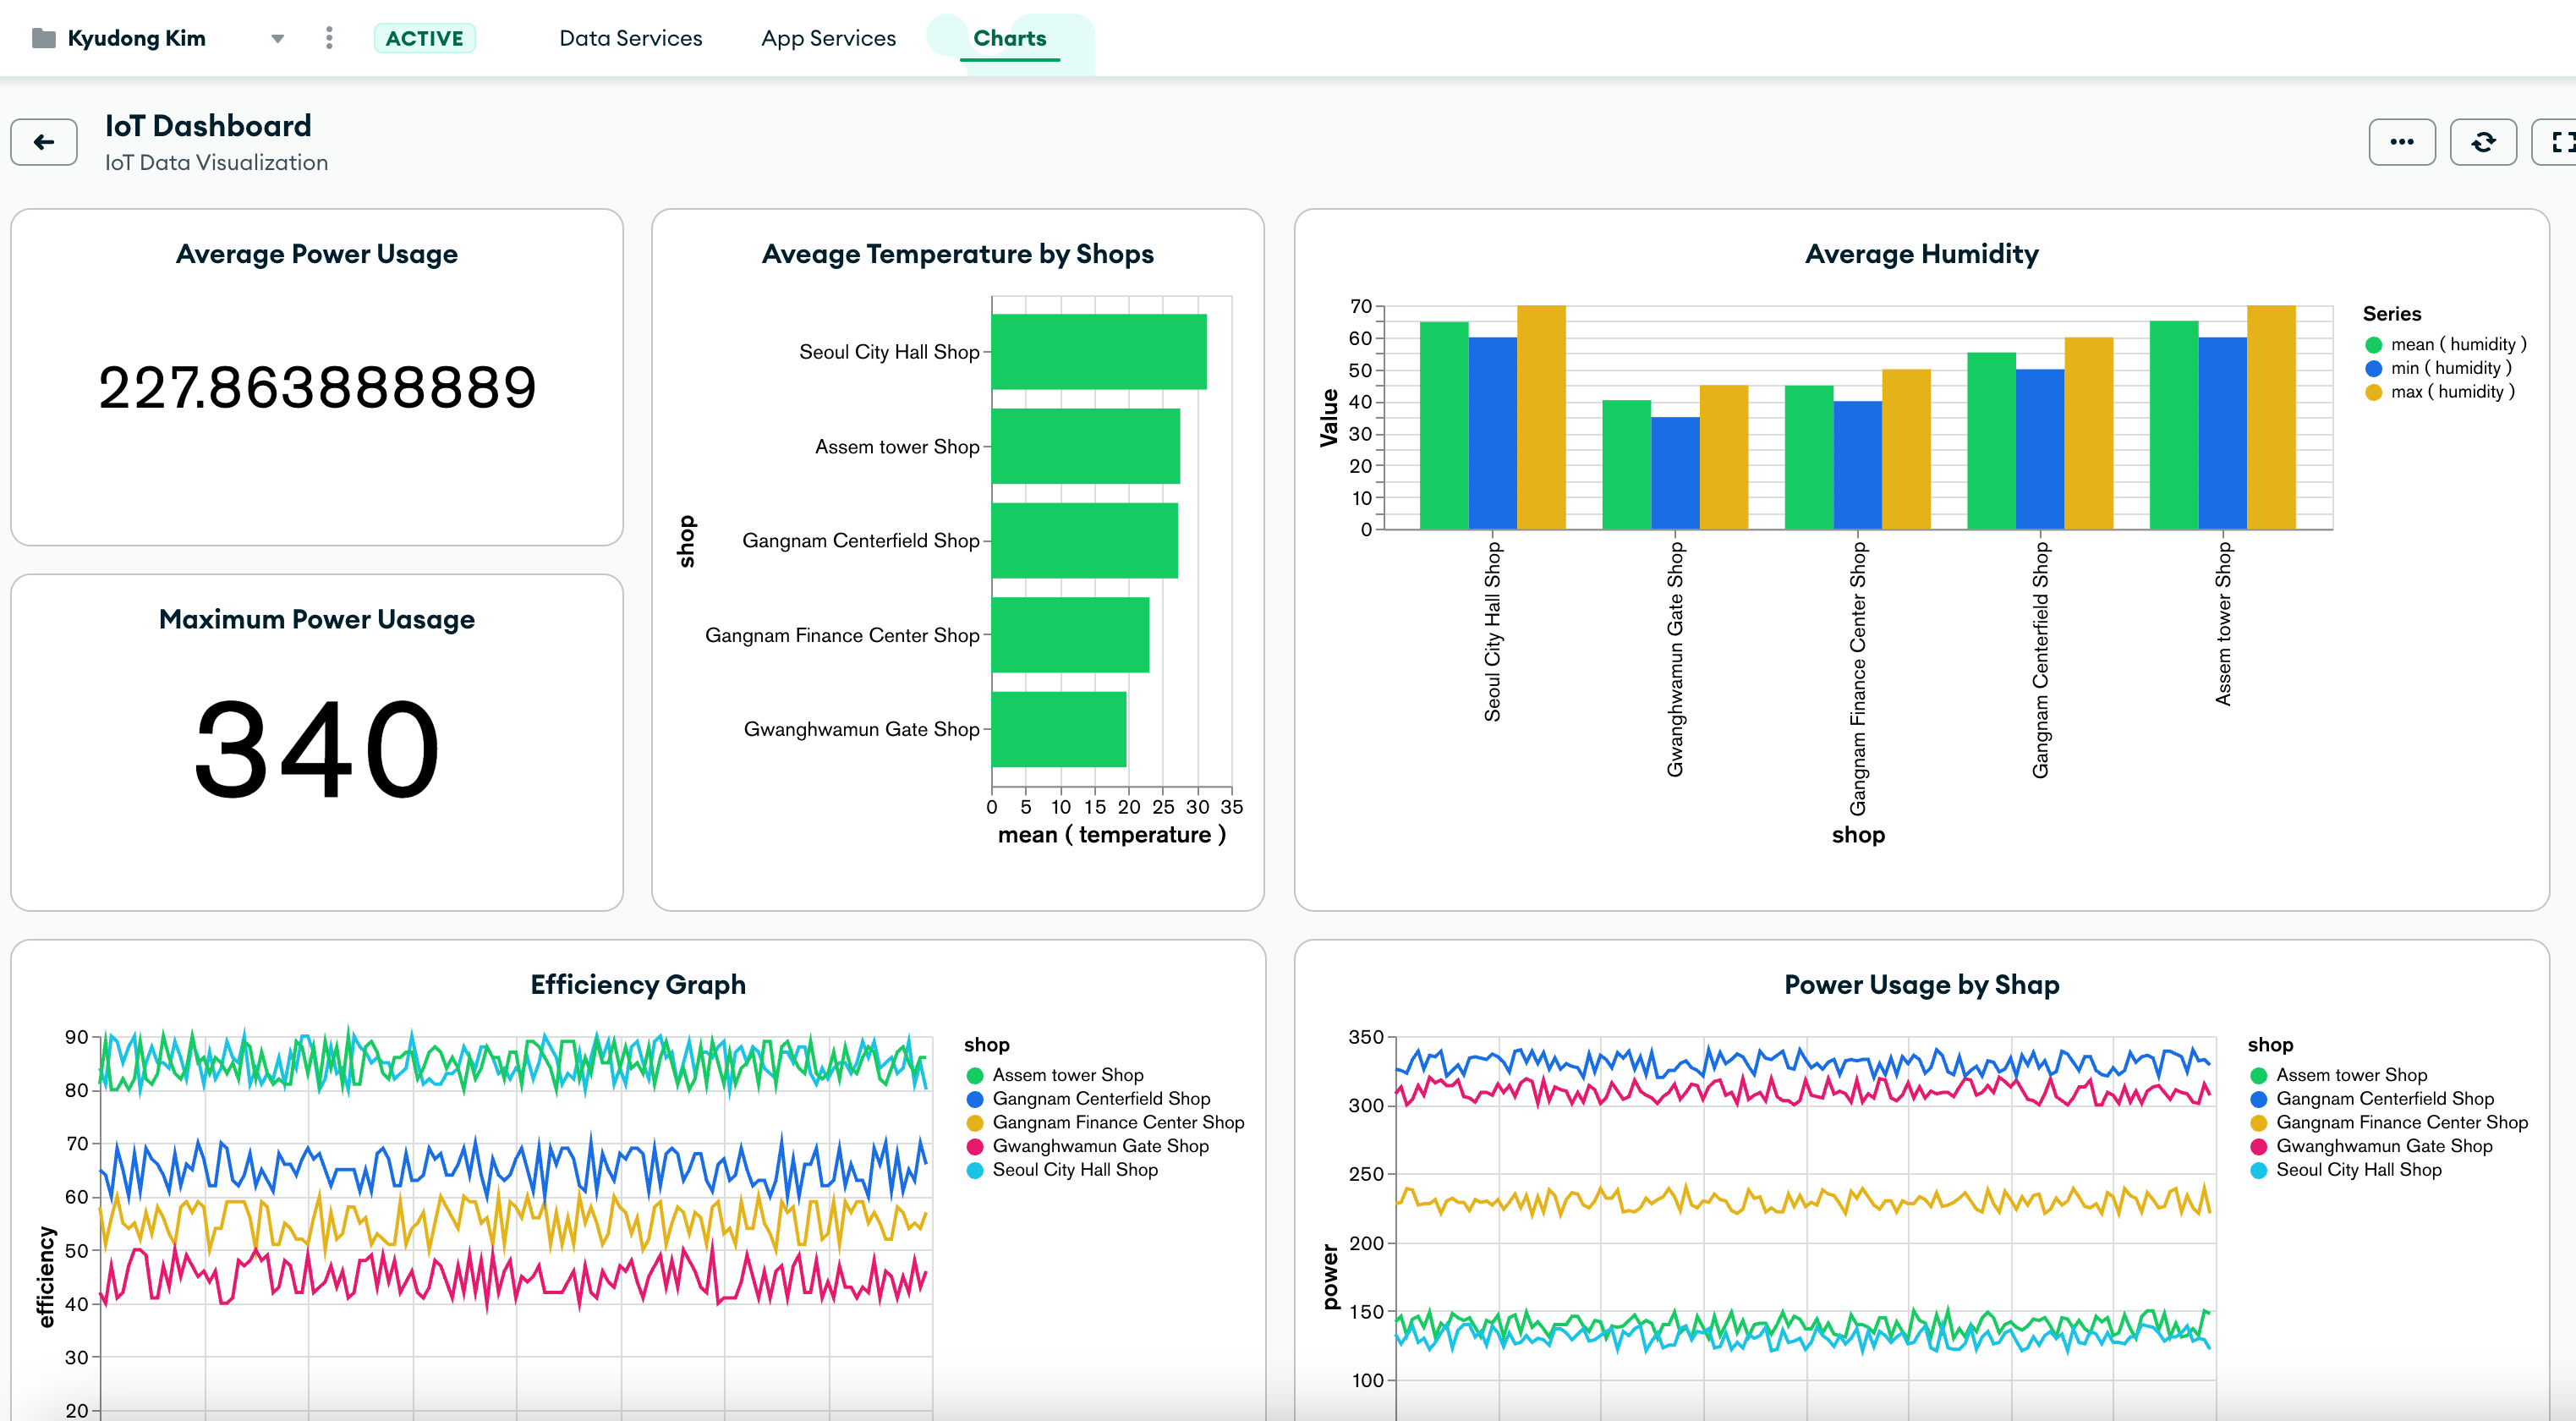 Kyudong Kim
ACTIVE
Data Services
App Services
Charts
IoT Dashboard
IoT Data Visualization
Average Power Usage
227.863888889
Maximum Power Uasage
340
Aveage Temperature by Shops
shop
Seoul City Hall Shop
Assem tower Shop
Gangnam Centerfield Shop
Gangnam Finance Center Shop
Gwanghwamun Gate Shop
0 5 10 15 20 25 30 35
mean ( temperature )
Average Humidity
Value
70
60
50
40
30
20
10
0
Seoul City Hall Shop
Gwanghwamun Gate Shop
Gangnam Finance Center Shop
Gangnam Centerfield Shop
Assem tower Shop
shop
Series
mean ( humidity )
min ( humidity )
max ( humidity )
Efficiency Graph
efficiency
90
80
70
60
50
40
30
20
shop
Assem tower Shop
Gangnam Centerfield Shop
Gangnam Finance Center Shop
Gwanghwamun Gate Shop
Seoul City Hall Shop
Power Usage by Shap
power
350
300
250
200
150
100
shop
Assem tower Shop
Gangnam Centerfield Shop
Gangnam Finance Center Shop
Gwanghwamun Gate Shop
Seoul City Hall Shop